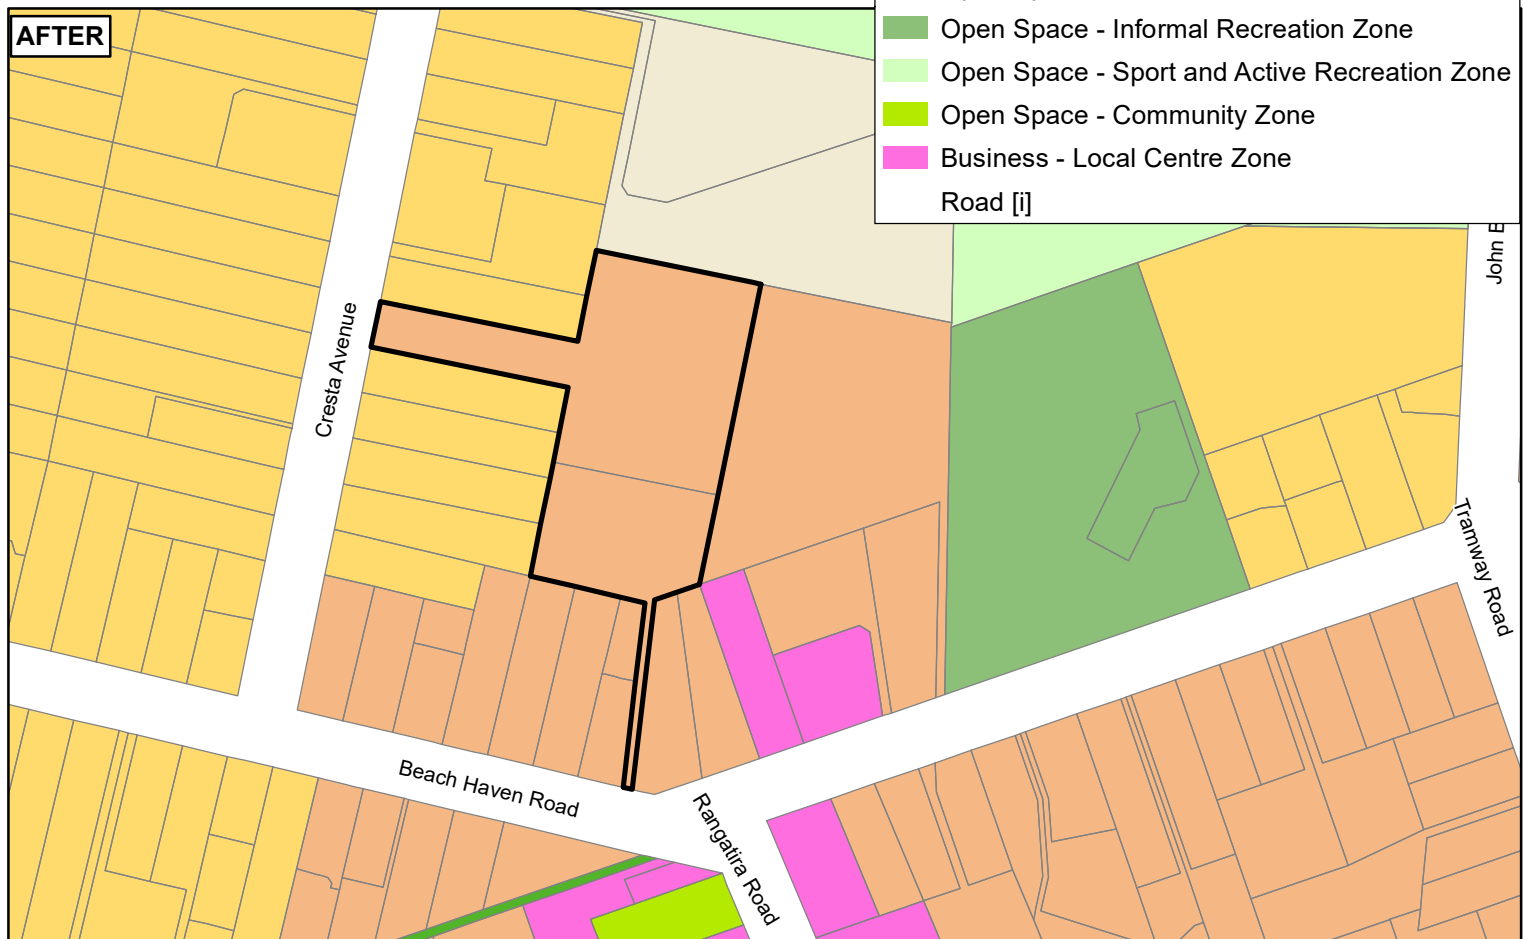 AFTER
Open Space - Informal Recreation Zone
Open Space - Sport and Active Recreation Zone
Open Space - Community Zone
Business - Local Centre Zone
Road [i]
John
Cresta Avenue
Tramway Road
Beach Haven Road
Rangatira Road